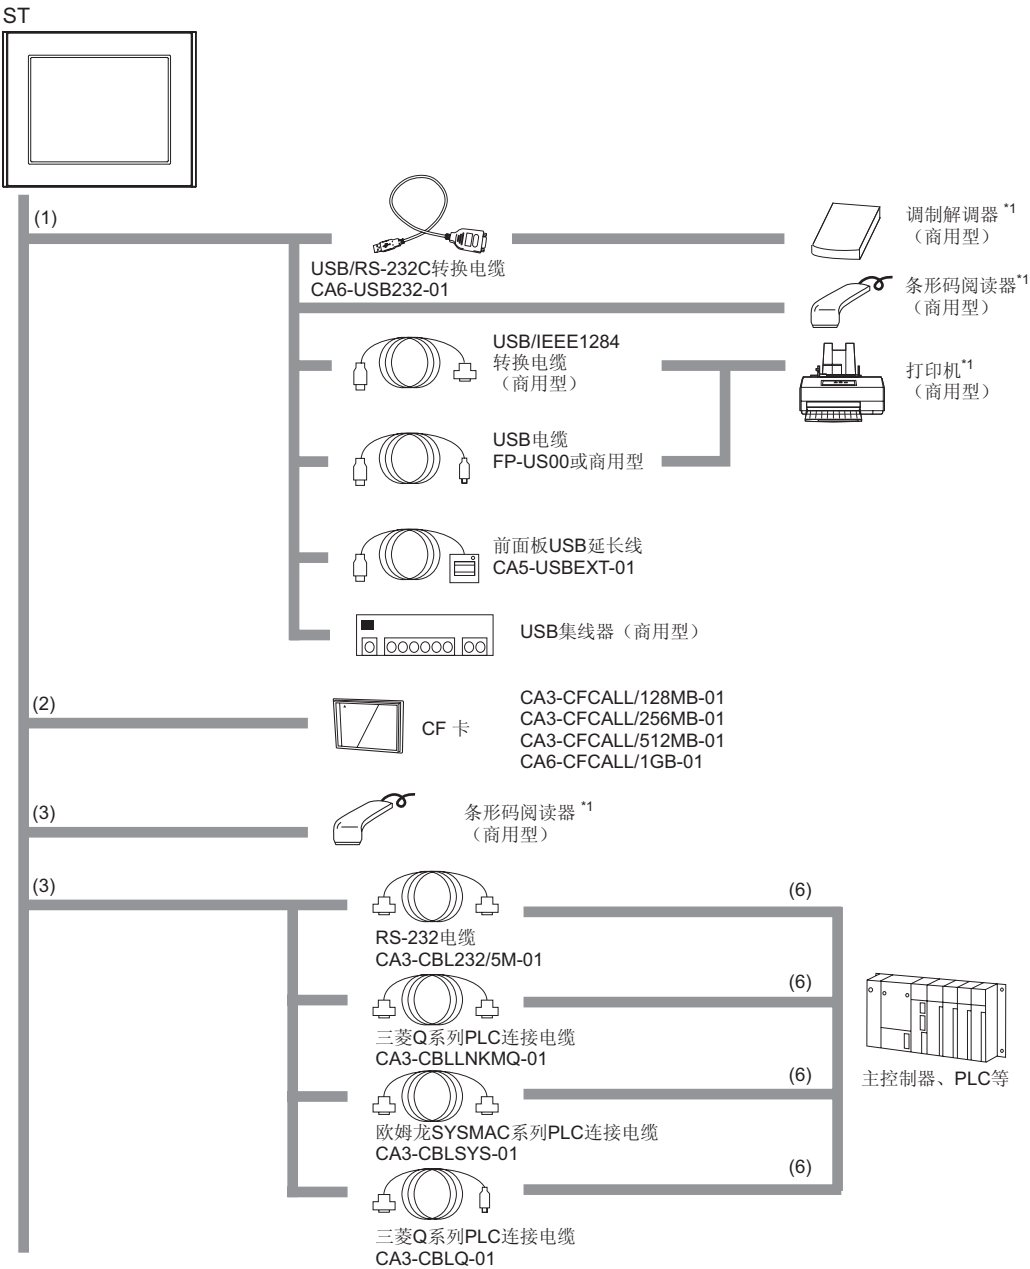 ST
(1)
USB/RS-232C转换电缆
CA6-USB232-01
调制解调器 *1
（商用型）
条形码阅读器*1
（商用型）
USB/IEEE1284
转换电缆
（商用型）
打印机*1
（商用型）
USB电缆
FP-US00或商用型
前面板USB延长线
CA5-USBEXT-01
USB集线器（商用型）
(2)
CF 卡
CA3-CFCALL/128MB-01
CA3-CFCALL/256MB-01
CA3-CFCALL/512MB-01
CA6-CFCALL/1GB-01
(3)
条形码阅读器 *1
（商用型）
(3)
(6)
RS-232电缆
CA3-CBL232/5M-01
(6)
三菱Q系列PLC连接电缆
CA3-CBLLNKMQ-01
主控制器、PLC等
(6)
欧姆龙SYSMAC系列PLC连接电缆
CA3-CBLSYS-01
(6)
三菱Q系列PLC连接电缆
CA3-CBLQ-01